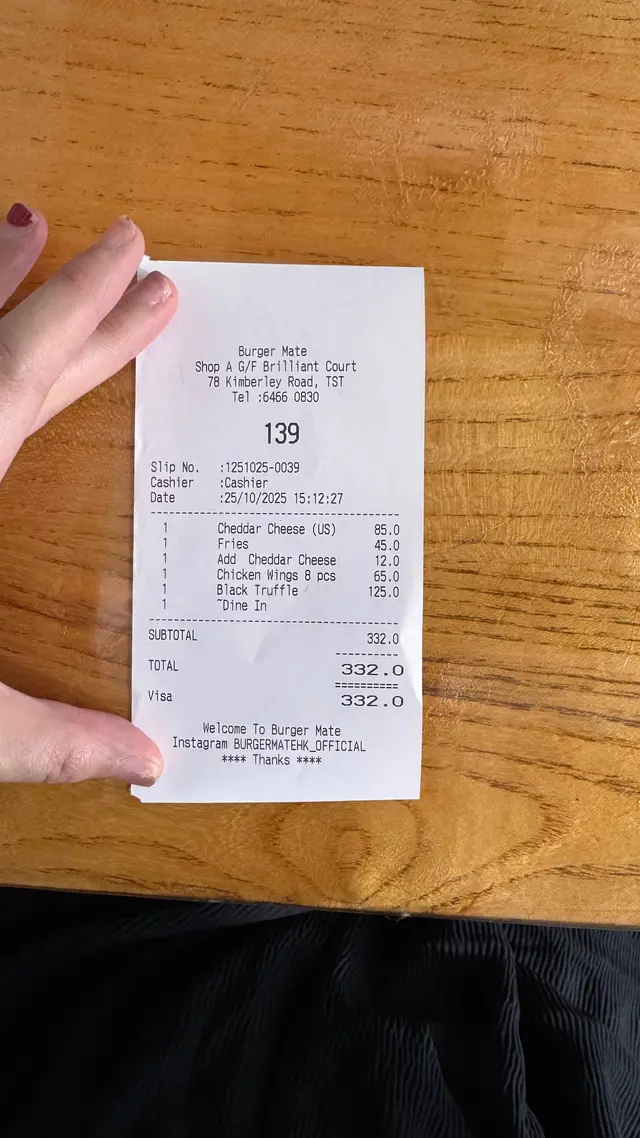 Burger Mate
Shop A G/F Brilliant Court
78 Kimberley Road, TST
Tel :6466 0830
139
Slip No. :1251025-0039
Cashier :Cashier
Date :25/10/2025 15:12:27
1 Cheddar Cheese (US) 85.0
1 Fries 45.0
1 Add Cheddar Cheese 12.0
1 Chicken Wings 8 pcs 65.0
1 Black Truffle 125.0
1 ~Dine In
SUBTOTAL 332.0
TOTAL 332.0
Visa 332.0
Welcome To Burger Mate
Instagram BURGERMATEHK_OFFICIAL
**** Thanks ****